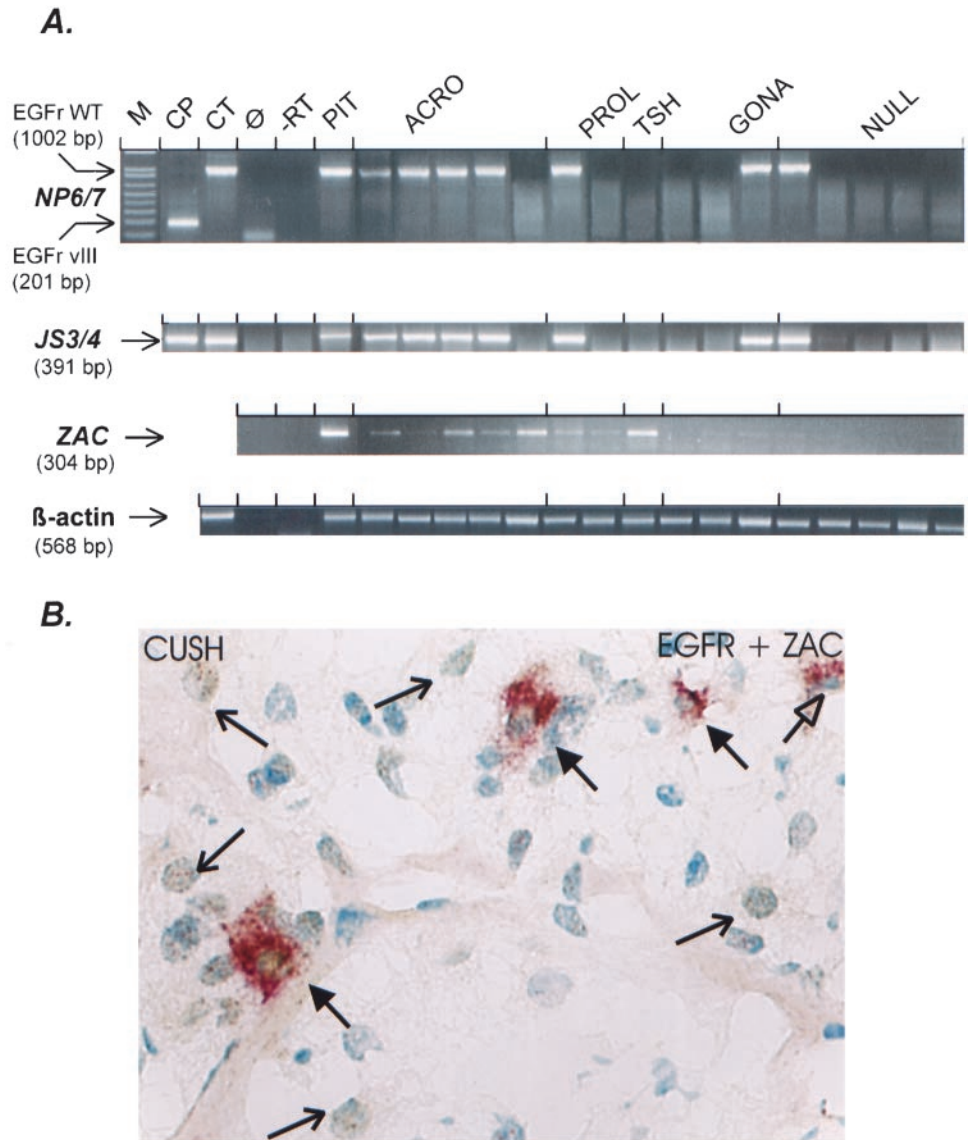 A.
EGFr WT
(1002 bp)
M CP CT Ø -RT PIT ACRO PROL TSH GONA NULL
NP6/7
EGFr vIII
(201 bp)
JS3/4
(391 bp)
ZAC
(304 bp)
ß-actin
(568 bp)
B.
CUSH EGFR + ZAC